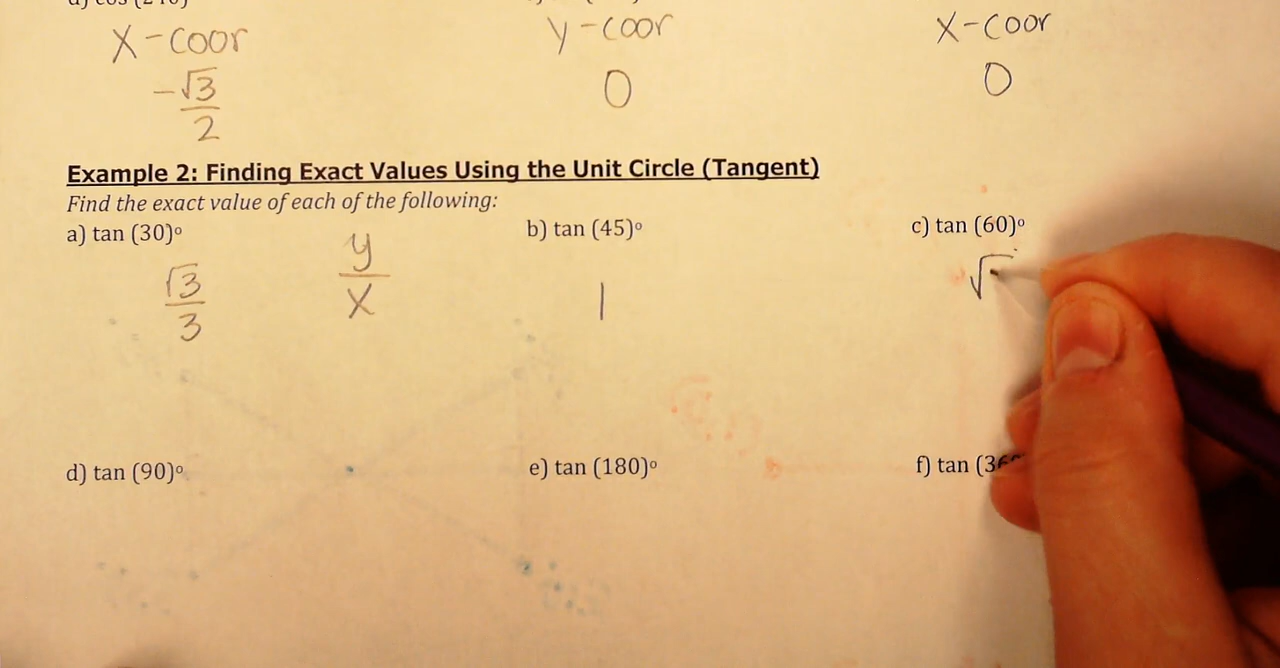 X-coor y-coor X-coor
-√3/2 0 0
Example 2: Finding Exact Values Using the Unit Circle (Tangent)
Find the exact value of each of the following:
a) tan (30)° b) tan (45)° c) tan (60)°
√3/3 y/x 1 √
d) tan (90)° e) tan (180)° f) tan